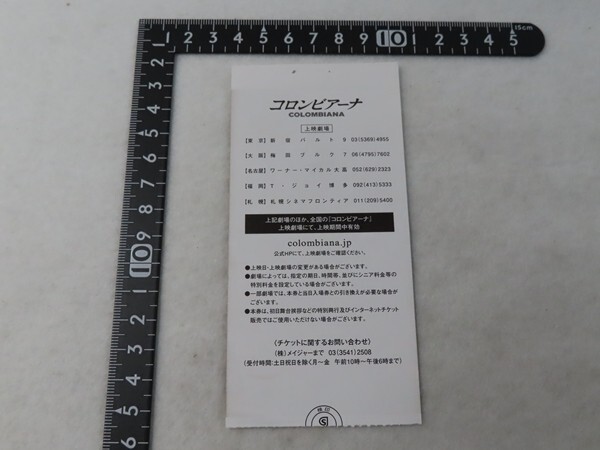 15cm
1 2 3 4 5 6 7 8 9 10 1 2 3 4 5
コロンビアーナ
COLOMBIANA
上映劇場
【東京】新宿バルト9 03(5369)4955
【大阪】梅田ブルク7 06(4795)7602
【名古屋】ワーナー・マイカル大高 052(629)2323
【福岡】T・ジョイ博多 092(413)5333
【札幌】札幌シネマフロンティア 011(209)5400
上記劇場のほか、全国の「コロンビアーナ」
上映劇場にて、上映期間中有効
colombiana.jp
公式HPにて、上映劇場をご確認ください。
●上映日・上映劇場の変更がある場合がございます。
●劇場によっては、指定の期日、時間帯、並びにシニア料金等の
特別料金を設定している場合がございます。
●一部劇場では、本券と当日入場券との引き換えが必要な場合が
ございます。
●本券は、初日舞台挨拶などの特別興行及びインターネットチケット
販売ではご使用いただけない場合がございます。
〈チケットに関するお問い合わせ〉
(株)メイジャーまで 03(3541)2508
(受付時間:土日祝日を除く月〜金 午前10時〜午後6時まで)